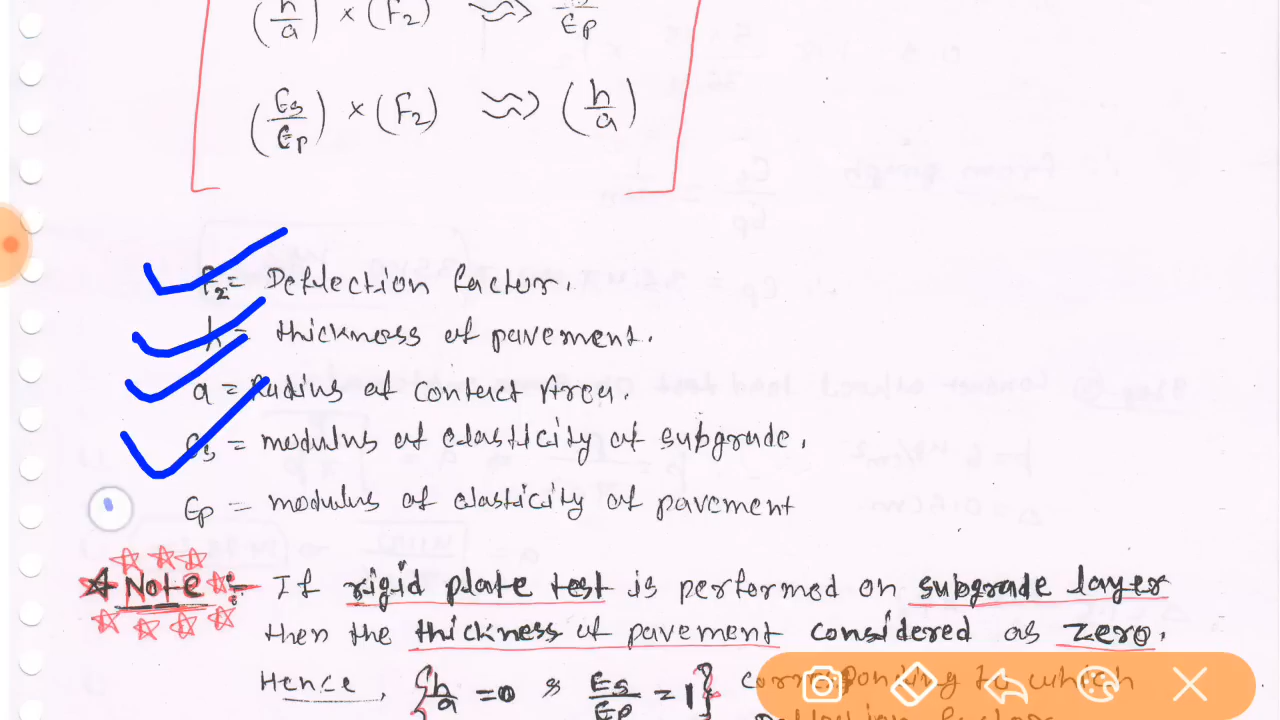 (h/a) × (F2) ≈> Es/Ep
(Es/Ep) × (F2) ≈> (h/a)
F2 = Deflection factor.
h = thickness of pavement.
a = Radius of contact Area.
Es = modulus of elasticity of subgrade.
Ep = modulus of elasticity of pavement
Note :- If rigid plate test is performed on subgrade layer
then the thickness of pavement considered as zero.
Hence, {h/a = 0 & Es/Ep = 1} corresponding to which
Deflection factor